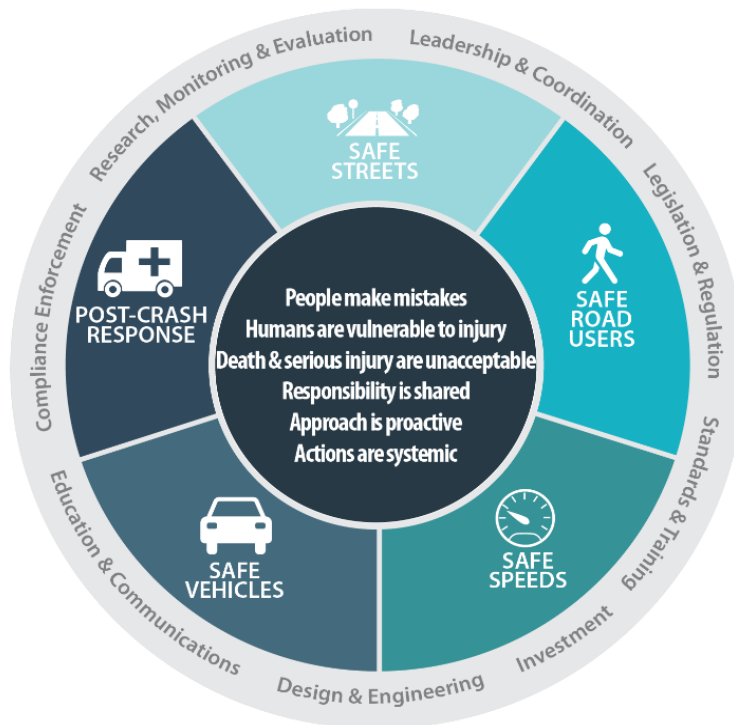 Research, Monitoring & Evaluation
Leadership & Coordination
Legislation & Regulation
Standards & Training
Investment
Design & Engineering
Education & Communications
Compliance Enforcement
SAFE
STREETS
SAFE
ROAD
USERS
SAFE
SPEEDS
SAFE
VEHICLES
POST-CRASH
RESPONSE
People make mistakes
Humans are vulnerable to injury
Death & serious injury are unacceptable
Responsibility is shared
Approach is proactive
Actions are systemic